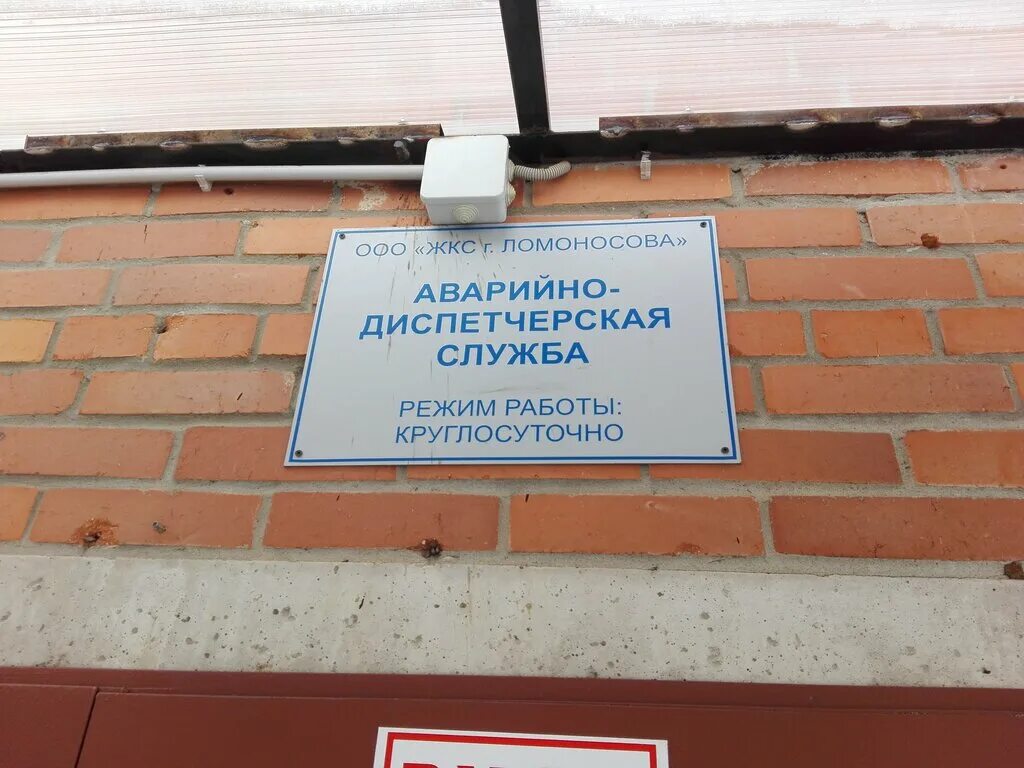 ООО «ЖКС г. ЛОМОНОСОВА»
АВАРИЙНО-
ДИСПЕТЧЕРСКАЯ
СЛУЖБА
РЕЖИМ РАБОТЫ:
КРУГЛОСУТОЧНО